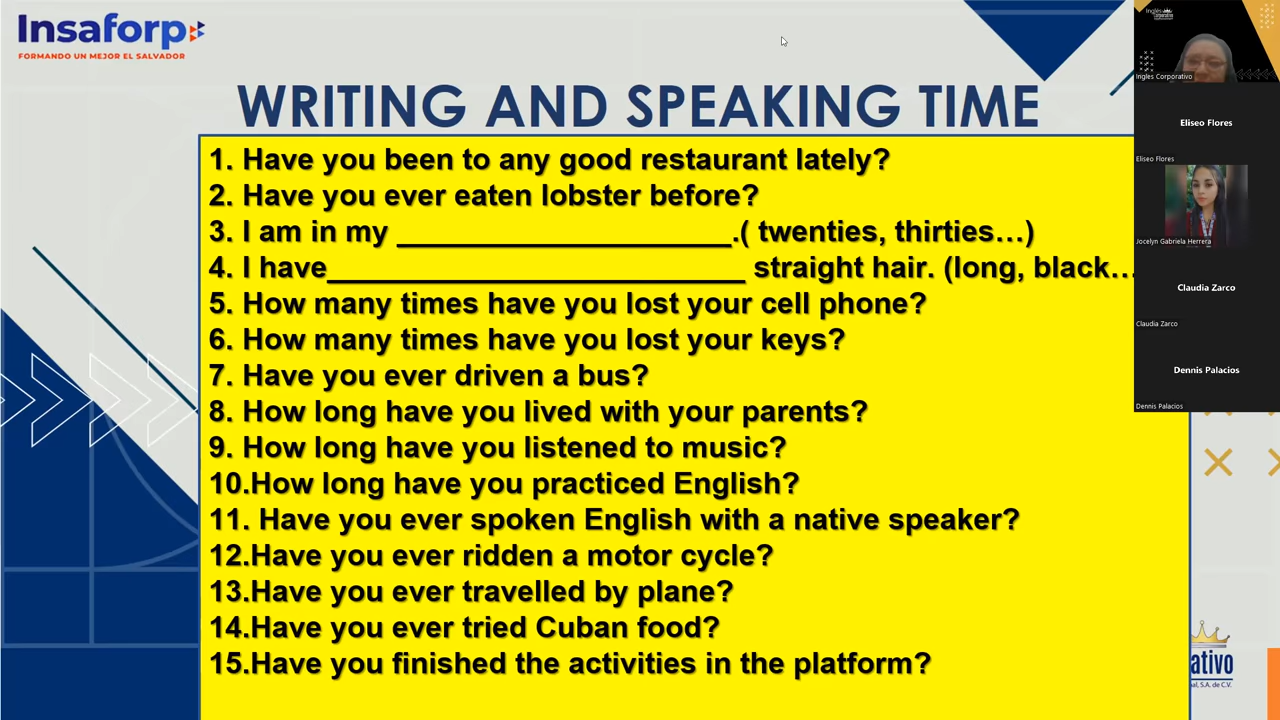 Insaforp
FORMANDO UN MEJOR EL SALVADOR
WRITING AND SPEAKING TIME
1. Have you been to any good restaurant lately?
2. Have you ever eaten lobster before?
3. I am in my ____________________.( twenties, thirties...)
4. I have_________________________ straight hair. (long, black...
5. How many times have you lost your cell phone?
6. How many times have you lost your keys?
7. Have you ever driven a bus?
8. How long have you lived with your parents?
9. How long have you listened to music?
10.How long have you practiced English?
11. Have you ever spoken English with a native speaker?
12.Have you ever ridden a motor cycle?
13.Have you ever travelled by plane?
14.Have you ever tried Cuban food?
15.Have you finished the activities in the platform?
Inglés
Corporativo
Ingles Corporativo
Eliseo Flores
Eliseo Flores
Jocelyn Gabriela Herrera
Claudia Zarco
Claudia Zarco
Dennis Palacios
Dennis Palacios
ativo
nal, S.A. de C.V.